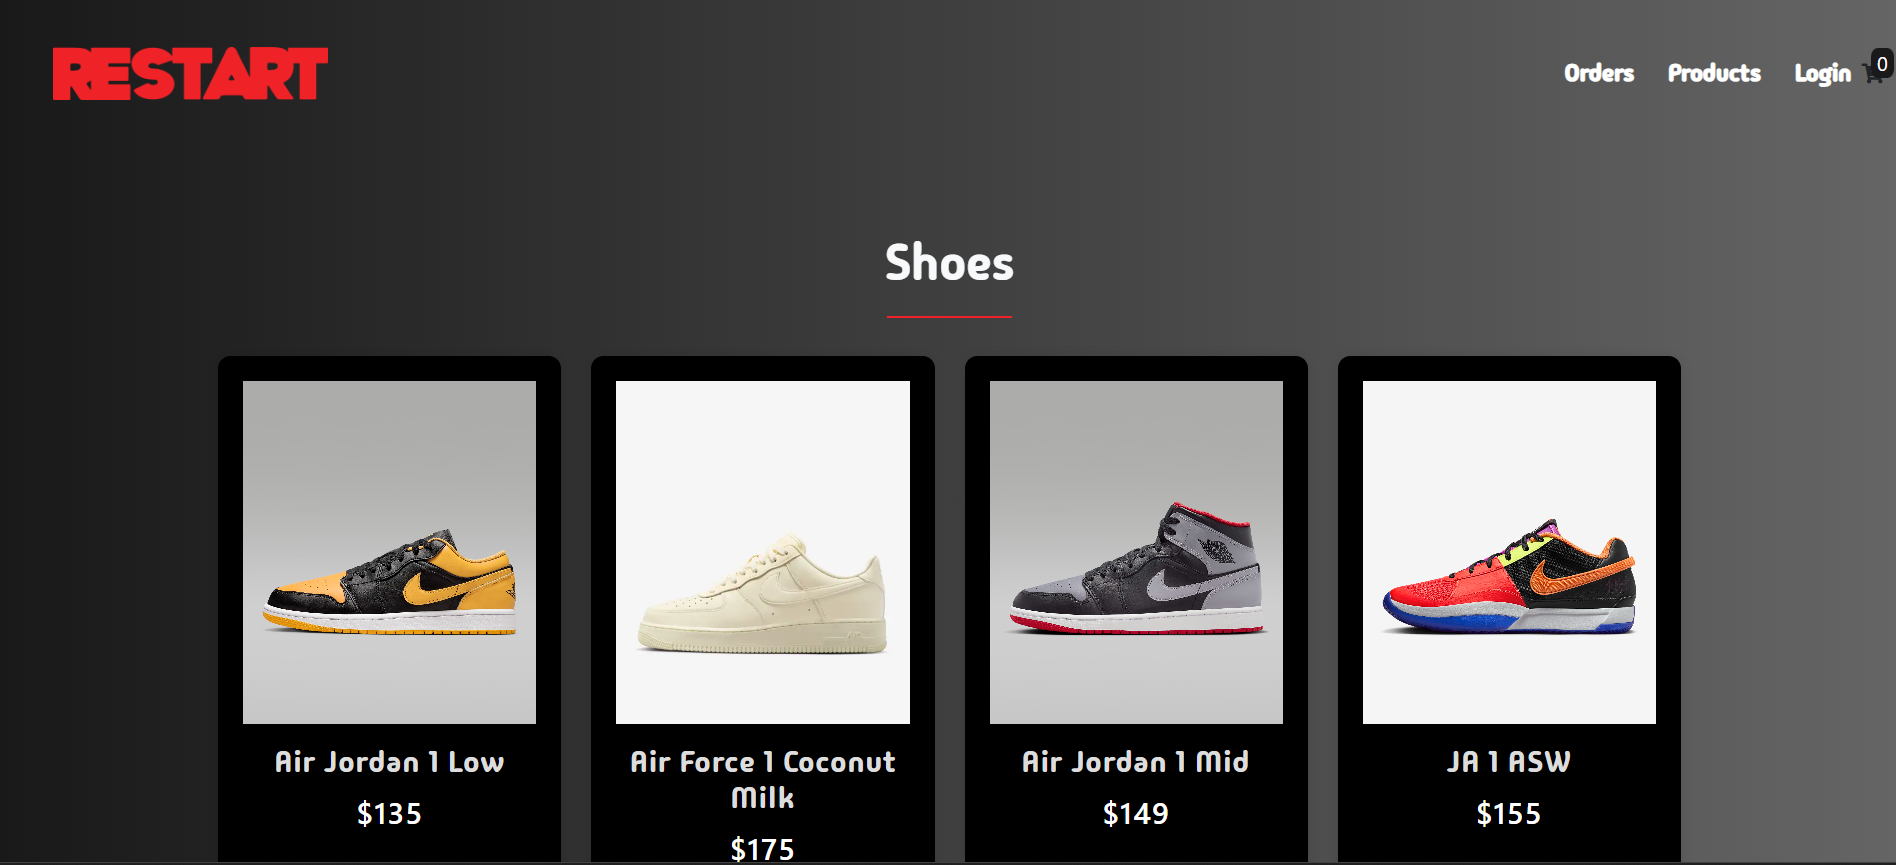 RESTART
Orders Products Login 0
Shoes
Air Jordan 1 Low
$135
Air Force 1 Coconut
Milk
$175
Air Jordan 1 Mid
$149
JA 1 ASW
$155